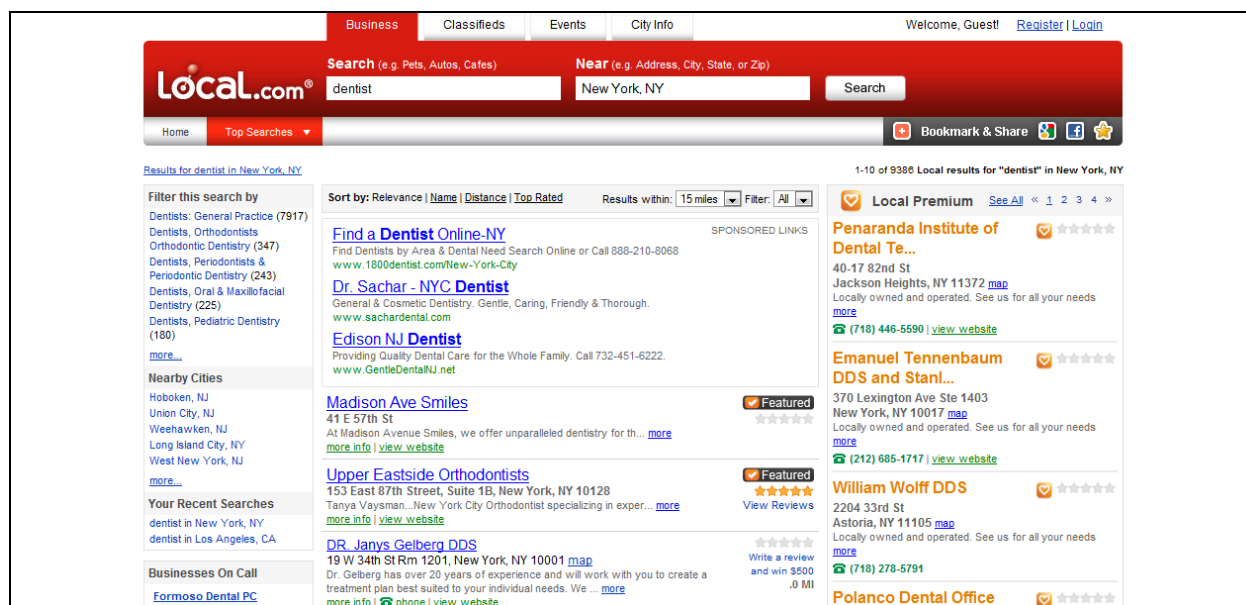 Business Classifieds Events City Info Welcome, Guest! Register | Login
Search (e.g. Pets, Autos, Cafes) Near (e.g. Address, City, State, or Zip)
Local.com® dentist New York, NY Search
Home Top Searches Bookmark & Share
Results for dentist in New York, NY 1-10 of 9386 Local results for "dentist" in New York, NY
Filter this search by
Dentists: General Practice (7917)
Dentists, Orthodontists
Orthodontic Dentistry (347)
Dentists, Periodontists &
Periodontic Dentistry (243)
Dentists, Oral & Maxillofacial
Dentistry (225)
Dentists, Pediatric Dentistry
(180)
more...
Nearby Cities
Hoboken, NJ
Union City, NJ
Weehawken, NJ
Long Island City, NY
West New York, NJ
more...
Your Recent Searches
dentist in New York, NY
dentist in Los Angeles, CA
Businesses On Call
Formoso Dental PC
Sort by: Relevance | Name | Distance | Top Rated Results within: 15 miles Filter: All
Find a Dentist Online-NY SPONSORED LINKS
Find Dentists by Area & Dental Need Search Online or Call 888-210-8068
www.1800dentist.com/New-York-City
Dr. Sachar - NYC Dentist
General & Cosmetic Dentistry. Gentle, Caring, Friendly & Thorough.
www.sachardental.com
Edison NJ Dentist
Providing Quality Dental Care for the Whole Family. Call 732-451-6222.
www.GentleDentalNJ.net
Madison Ave Smiles Featured
41 E 57th St
At Madison Avenue Smiles, we offer unparalleled dentistry for th... more
more info | view website
Upper Eastside Orthodontists Featured
153 East 87th Street, Suite 1B, New York, NY 10128
Tanya Vaysman...New York City Orthodontist specializing in exper... more View Reviews
more info | view website
DR. Janys Gelberg DDS
19 W 34th St Rm 1201, New York, NY 10001 map Write a review
Dr. Gelberg has over 20 years of experience and will work with you to create a and win $500
treatment plan best suited to your individual needs. We ... more .0 MI
more info | phone | view website
Local Premium See All « 1 2 3 4 »
Penaranda Institute of
Dental Te...
40-17 82nd St
Jackson Heights, NY 11372 map
Locally owned and operated. See us for all your needs
more
(718) 446-5590 | view website
Emanuel Tennenbaum
DDS and Stanl...
370 Lexington Ave Ste 1403
New York, NY 10017 map
Locally owned and operated. See us for all your needs
more
(212) 685-1717 | view website
William Wolff DDS
2204 33rd St
Astoria, NY 11105 map
Locally owned and operated. See us for all your needs
more
(718) 278-5791
Polanco Dental Office